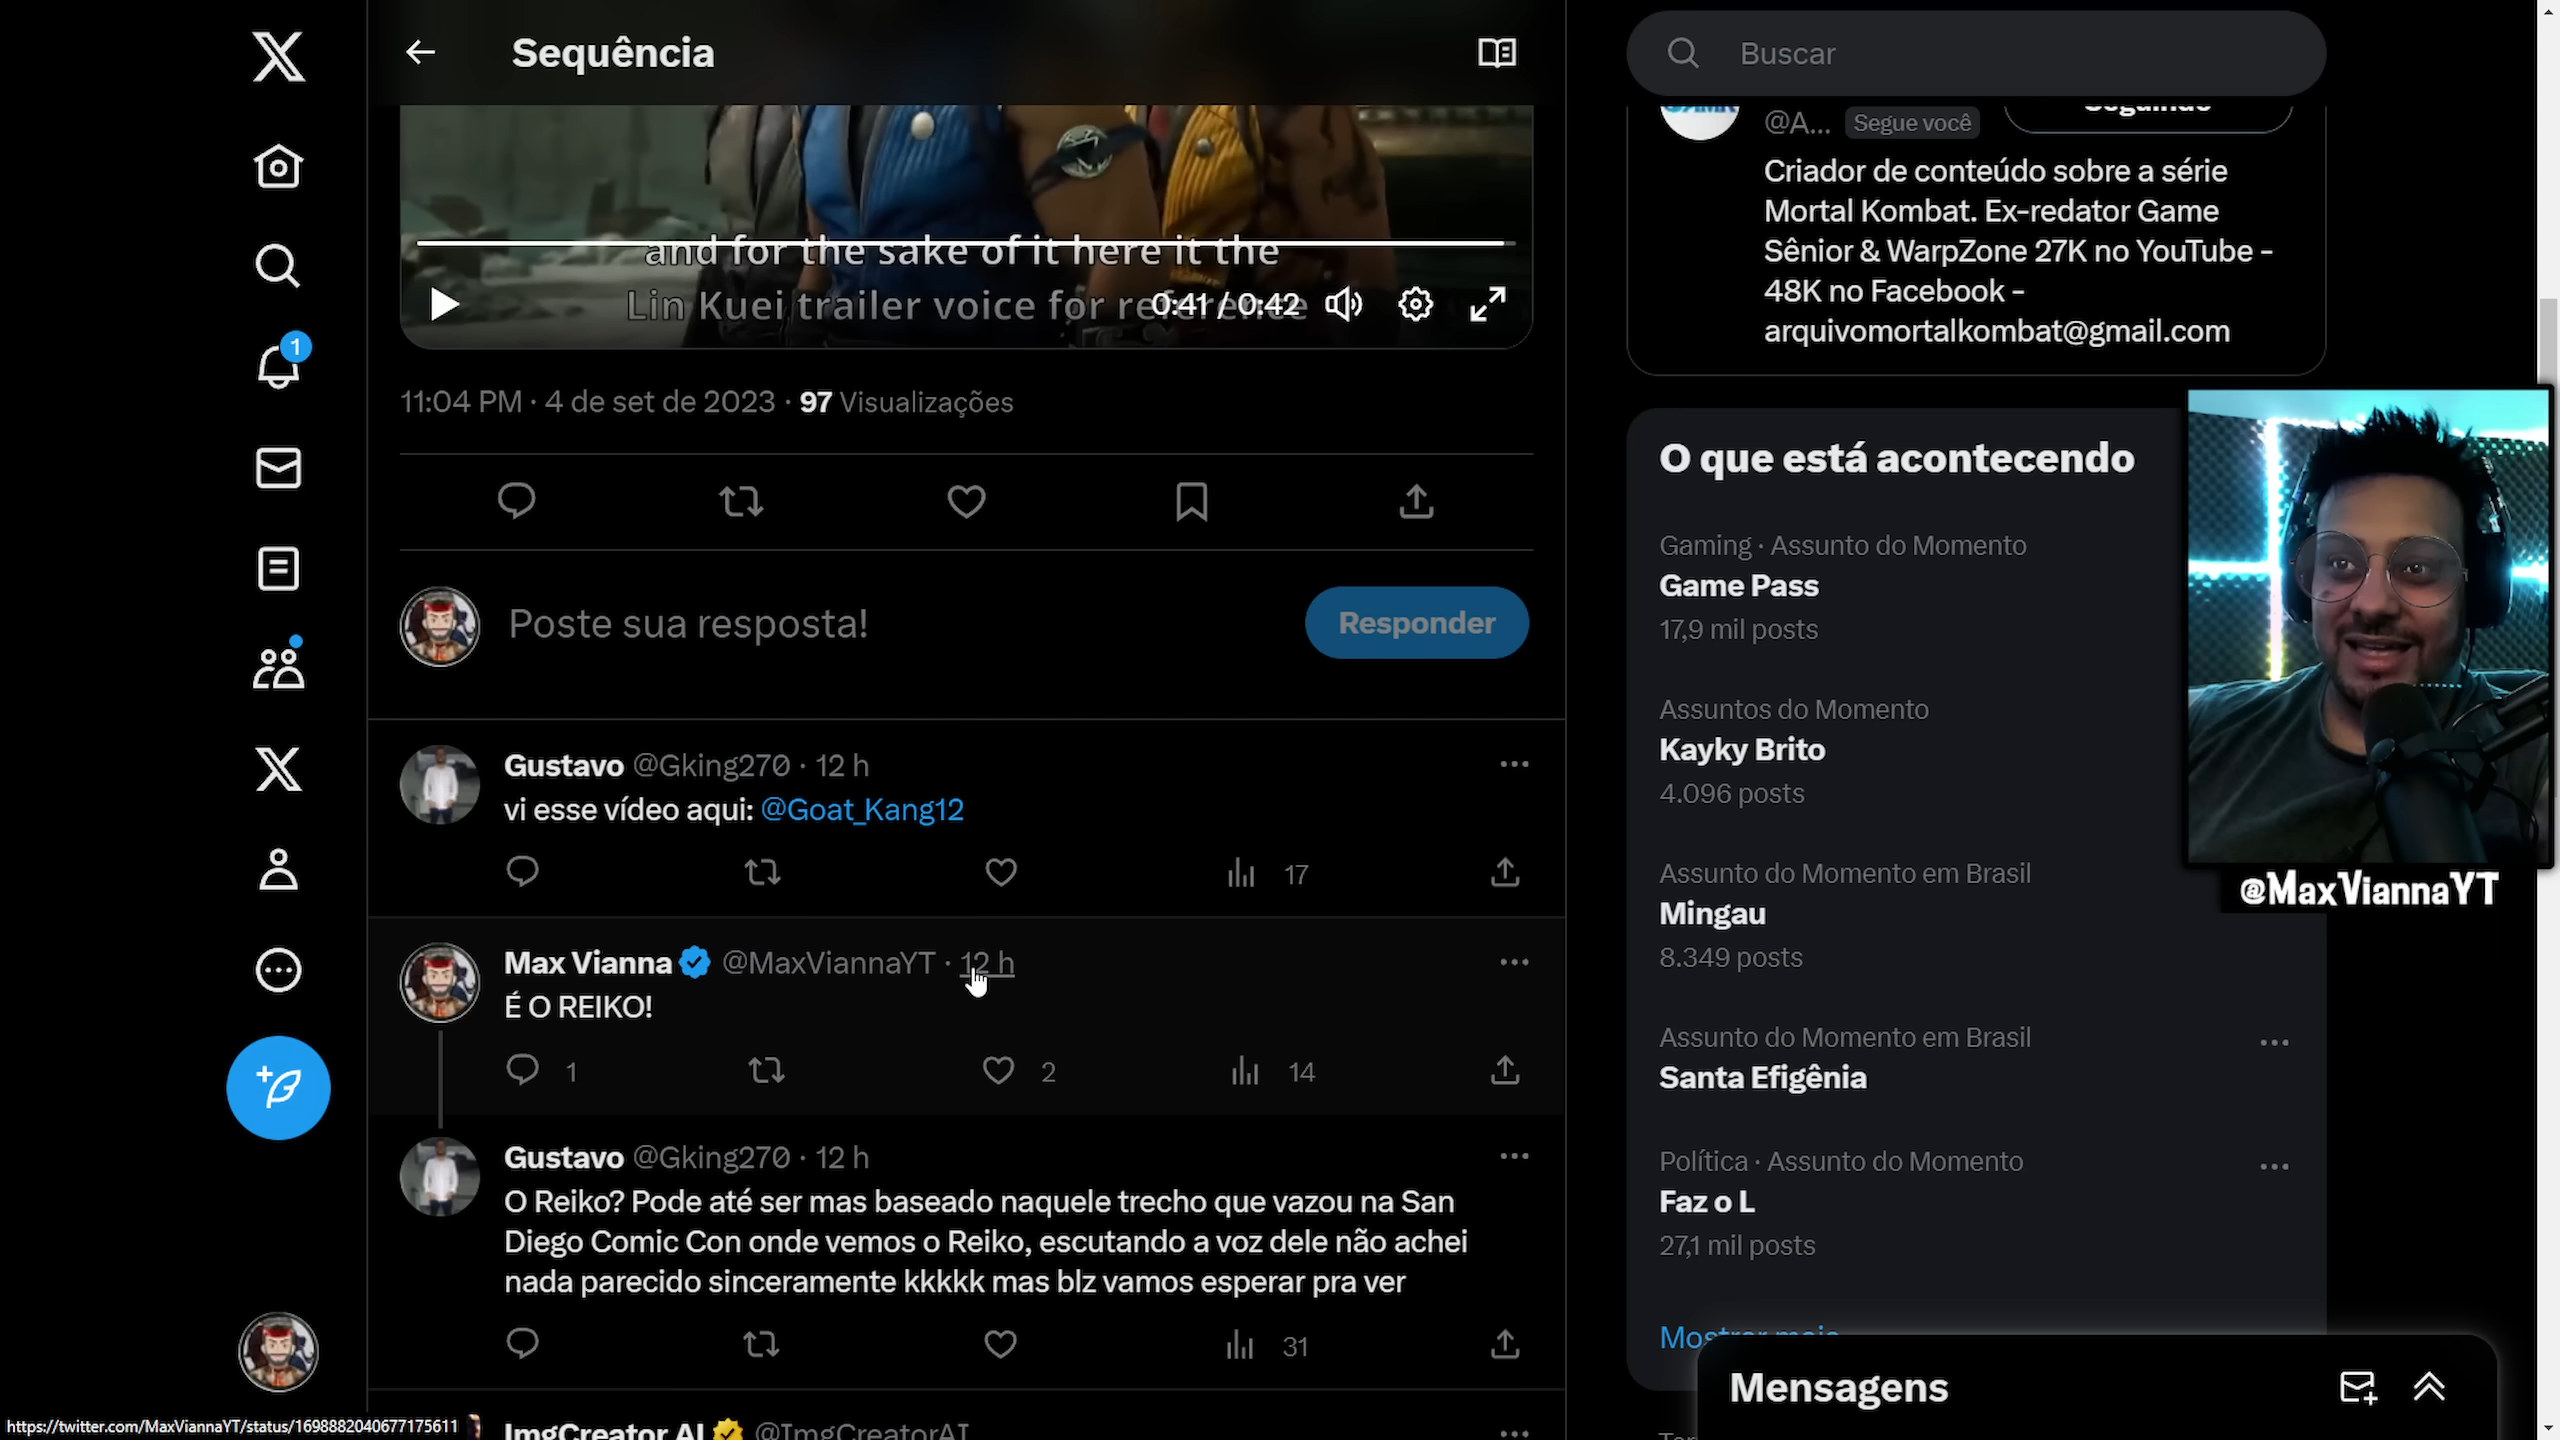 Sequência
and for the sake of it here it the
Lin Kuei trailer voice for reference
0:41 / 0:42
11:04 PM · 4 de set de 2023 · 97 Visualizações
Poste sua resposta!
Responder
Gustavo @Gking270 · 12 h
vi esse vídeo aqui: @Goat_Kang12
17
Max Vianna @MaxViannaYT · 12 h
É O REIKO!
1
2
14
Gustavo @Gking270 · 12 h
O Reiko? Pode até ser mas baseado naquele trecho que vazou na San
Diego Comic Con onde vemos o Reiko, escutando a voz dele não achei
nada parecido sinceramente kkkkk mas blz vamos esperar pra ver
31
ImgCreator AI @ImgCreatorAI
1
Buscar
@A... Segue você
Seguindo
Criador de conteúdo sobre a série
Mortal Kombat. Ex-redator Game
Sênior & WarpZone 27K no YouTube -
48K no Facebook -
arquivomortalkombat@gmail.com
O que está acontecendo
Gaming · Assunto do Momento
Game Pass
17,9 mil posts
Assuntos do Momento
Kayky Brito
4.096 posts
Assunto do Momento em Brasil
Mingau
8.349 posts
Assunto do Momento em Brasil
Santa Efigênia
Política · Assunto do Momento
Faz o L
27,1 mil posts
Mostrar mais
Mensagens
@MaxViannaYT
https://twitter.com/MaxViannaYT/status/1698882040677175611